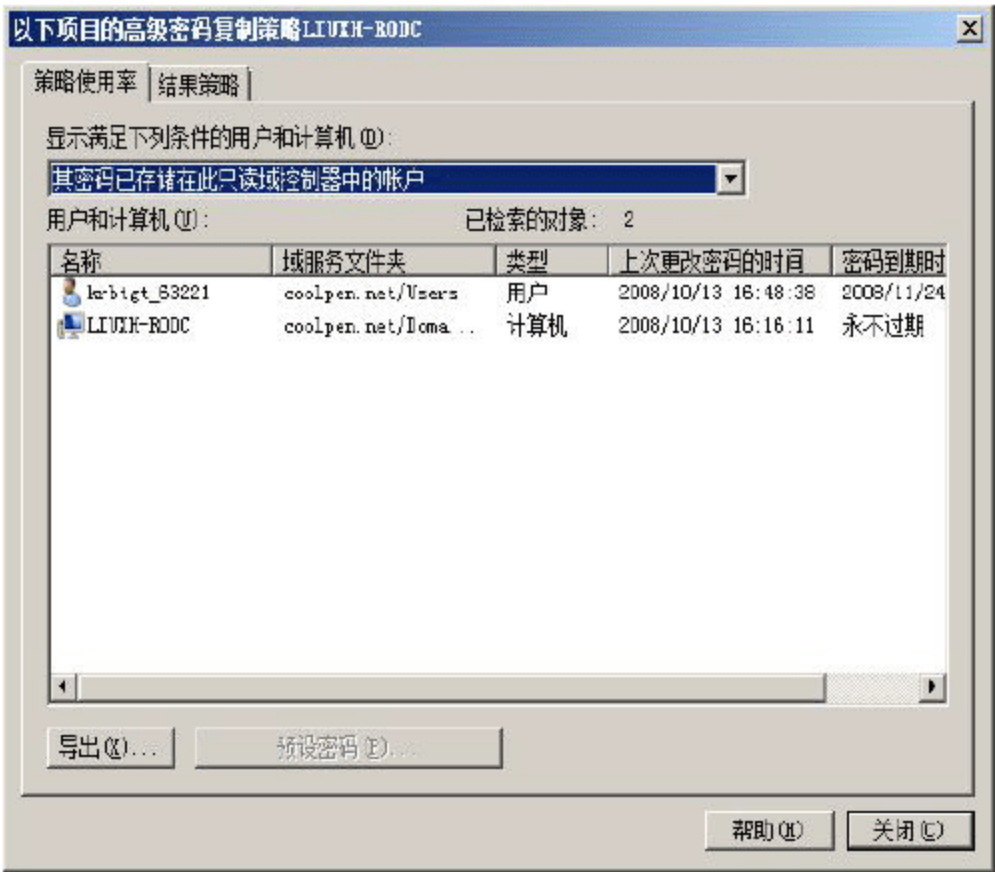 以下项目的高级密码复制策略LIUXH-RODC
策略使用率 结果策略
显示满足下列条件的用户和计算机(D):
其密码已存储在此只读域控制器中的帐户
用户和计算机(U): 已检索的对象: 2
名称 域服务文件夹 类型 上次更改密码的时间 密码到期时
krbtgt_63221 coolpen.net/Users 用户 2008/10/13 16:48:38 2008/11/24
LIUXH-RODC coolpen.net/Doma... 计算机 2008/10/13 16:16:11 永不过期
导出(X)... 预设密码(P)...
帮助(H) 关闭(C)